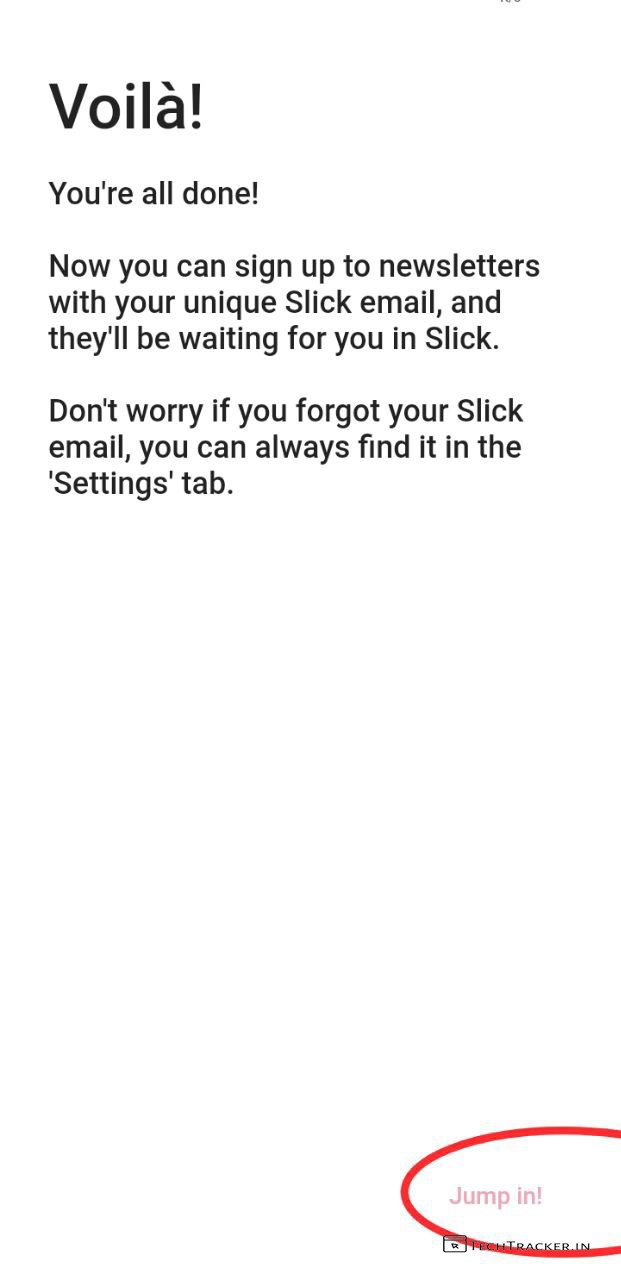 Voilà!
You're all done!
Now you can sign up to newsletters
with your unique Slick email, and
they'll be waiting for you in Slick.
Don't worry if you forgot your Slick
email, you can always find it in the
'Settings' tab.
Jump in!
TECHTRACKER.IN